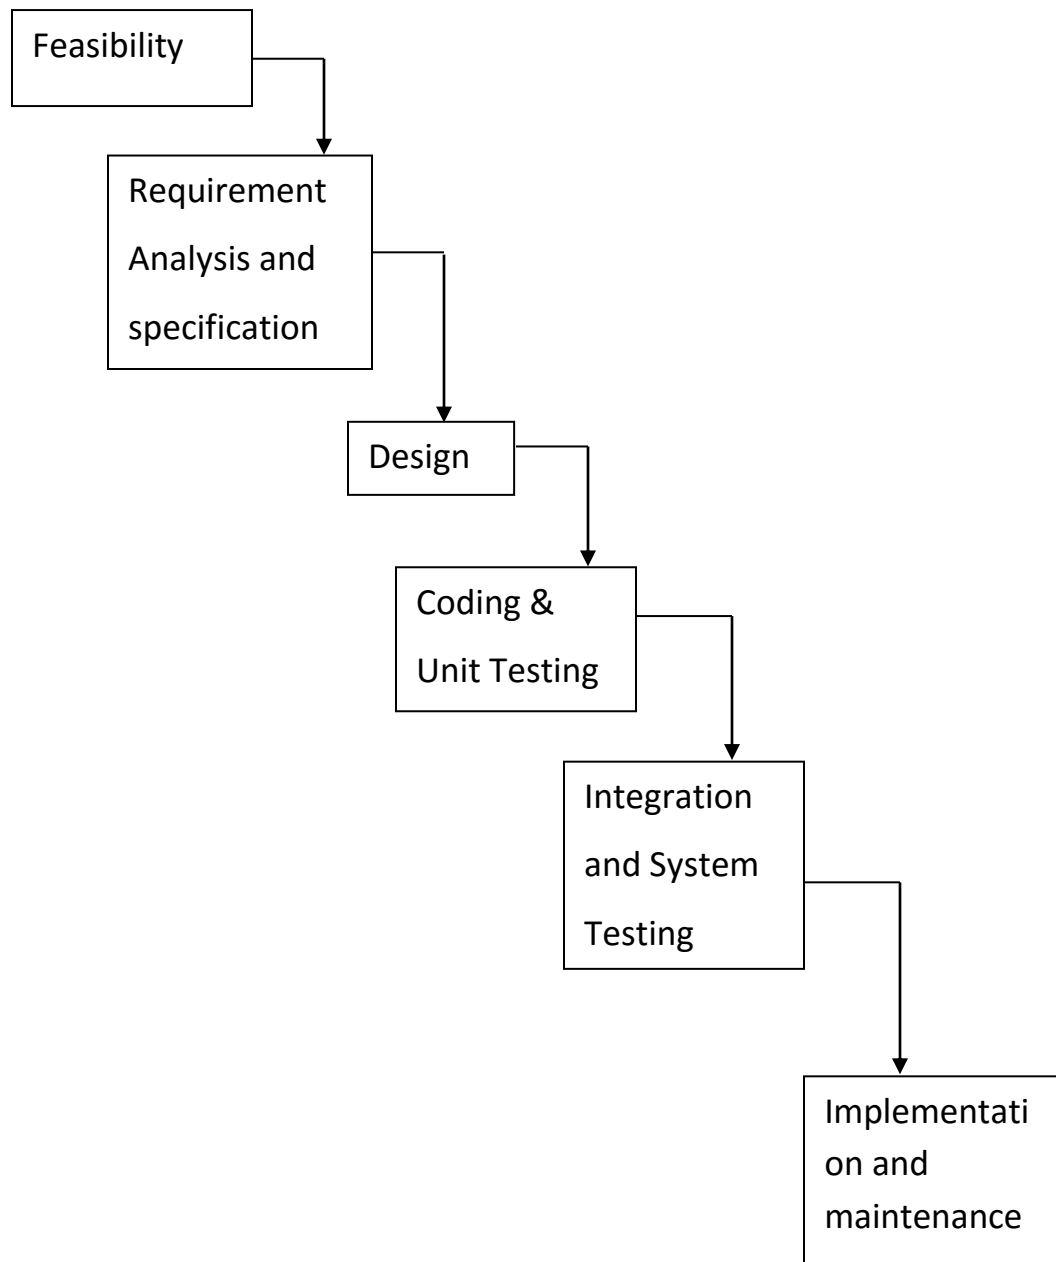 Feasibility
Requirement
Analysis and
specification
Design
Coding &
Unit Testing
Integration
and System
Testing
Implementati
on and
maintenance